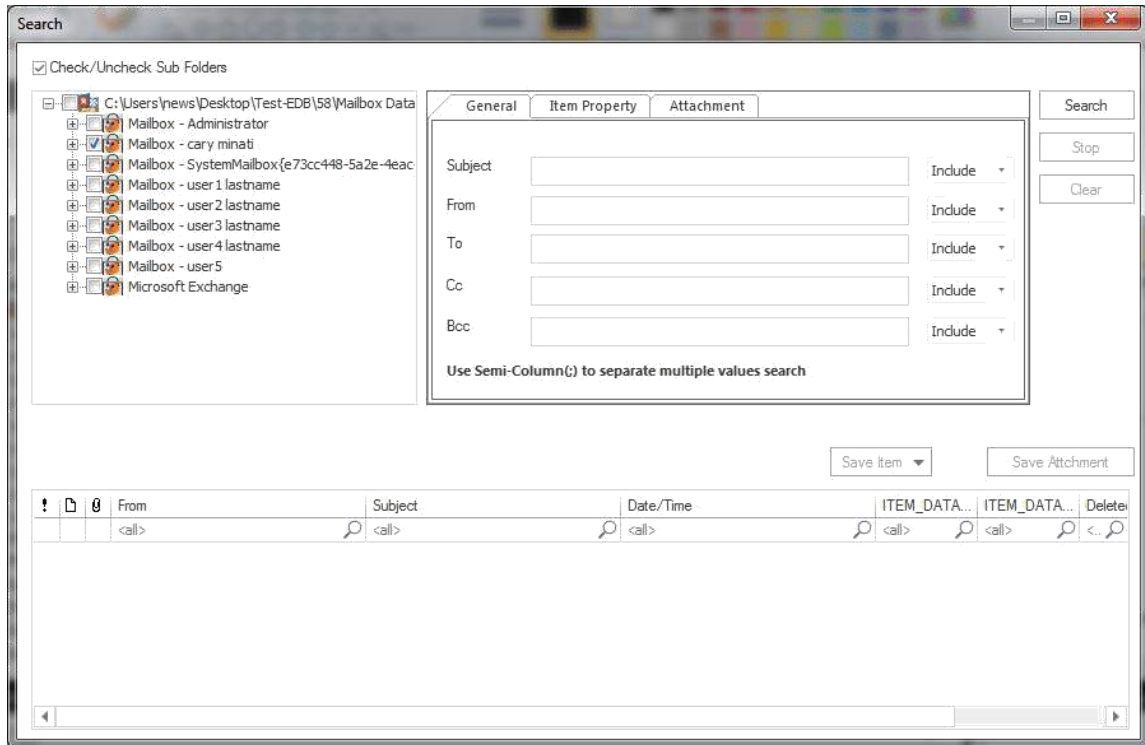 Search
Check/Uncheck Sub Folders
C:\Users\news\Desktop\Test-EDB\58\Mailbox Data
Mailbox - Administrator
Mailbox - cary minati
Mailbox - SystemMailbox{e73cc448-5a2e-4eac
Mailbox - user1 lastname
Mailbox - user2 lastname
Mailbox - user3 lastname
Mailbox - user4 lastname
Mailbox - user5
Microsoft Exchange
General Item Property Attachment
Subject Include
From Include
To Include
Cc Include
Bcc Include
Use Semi-Column(;) to separate multiple values search
Search
Stop
Clear
Save Item Save Attchment
From Subject Date/Time ITEM_DATA... ITEM_DATA... Deleted
<all> <all> <all> <all> <all> <..